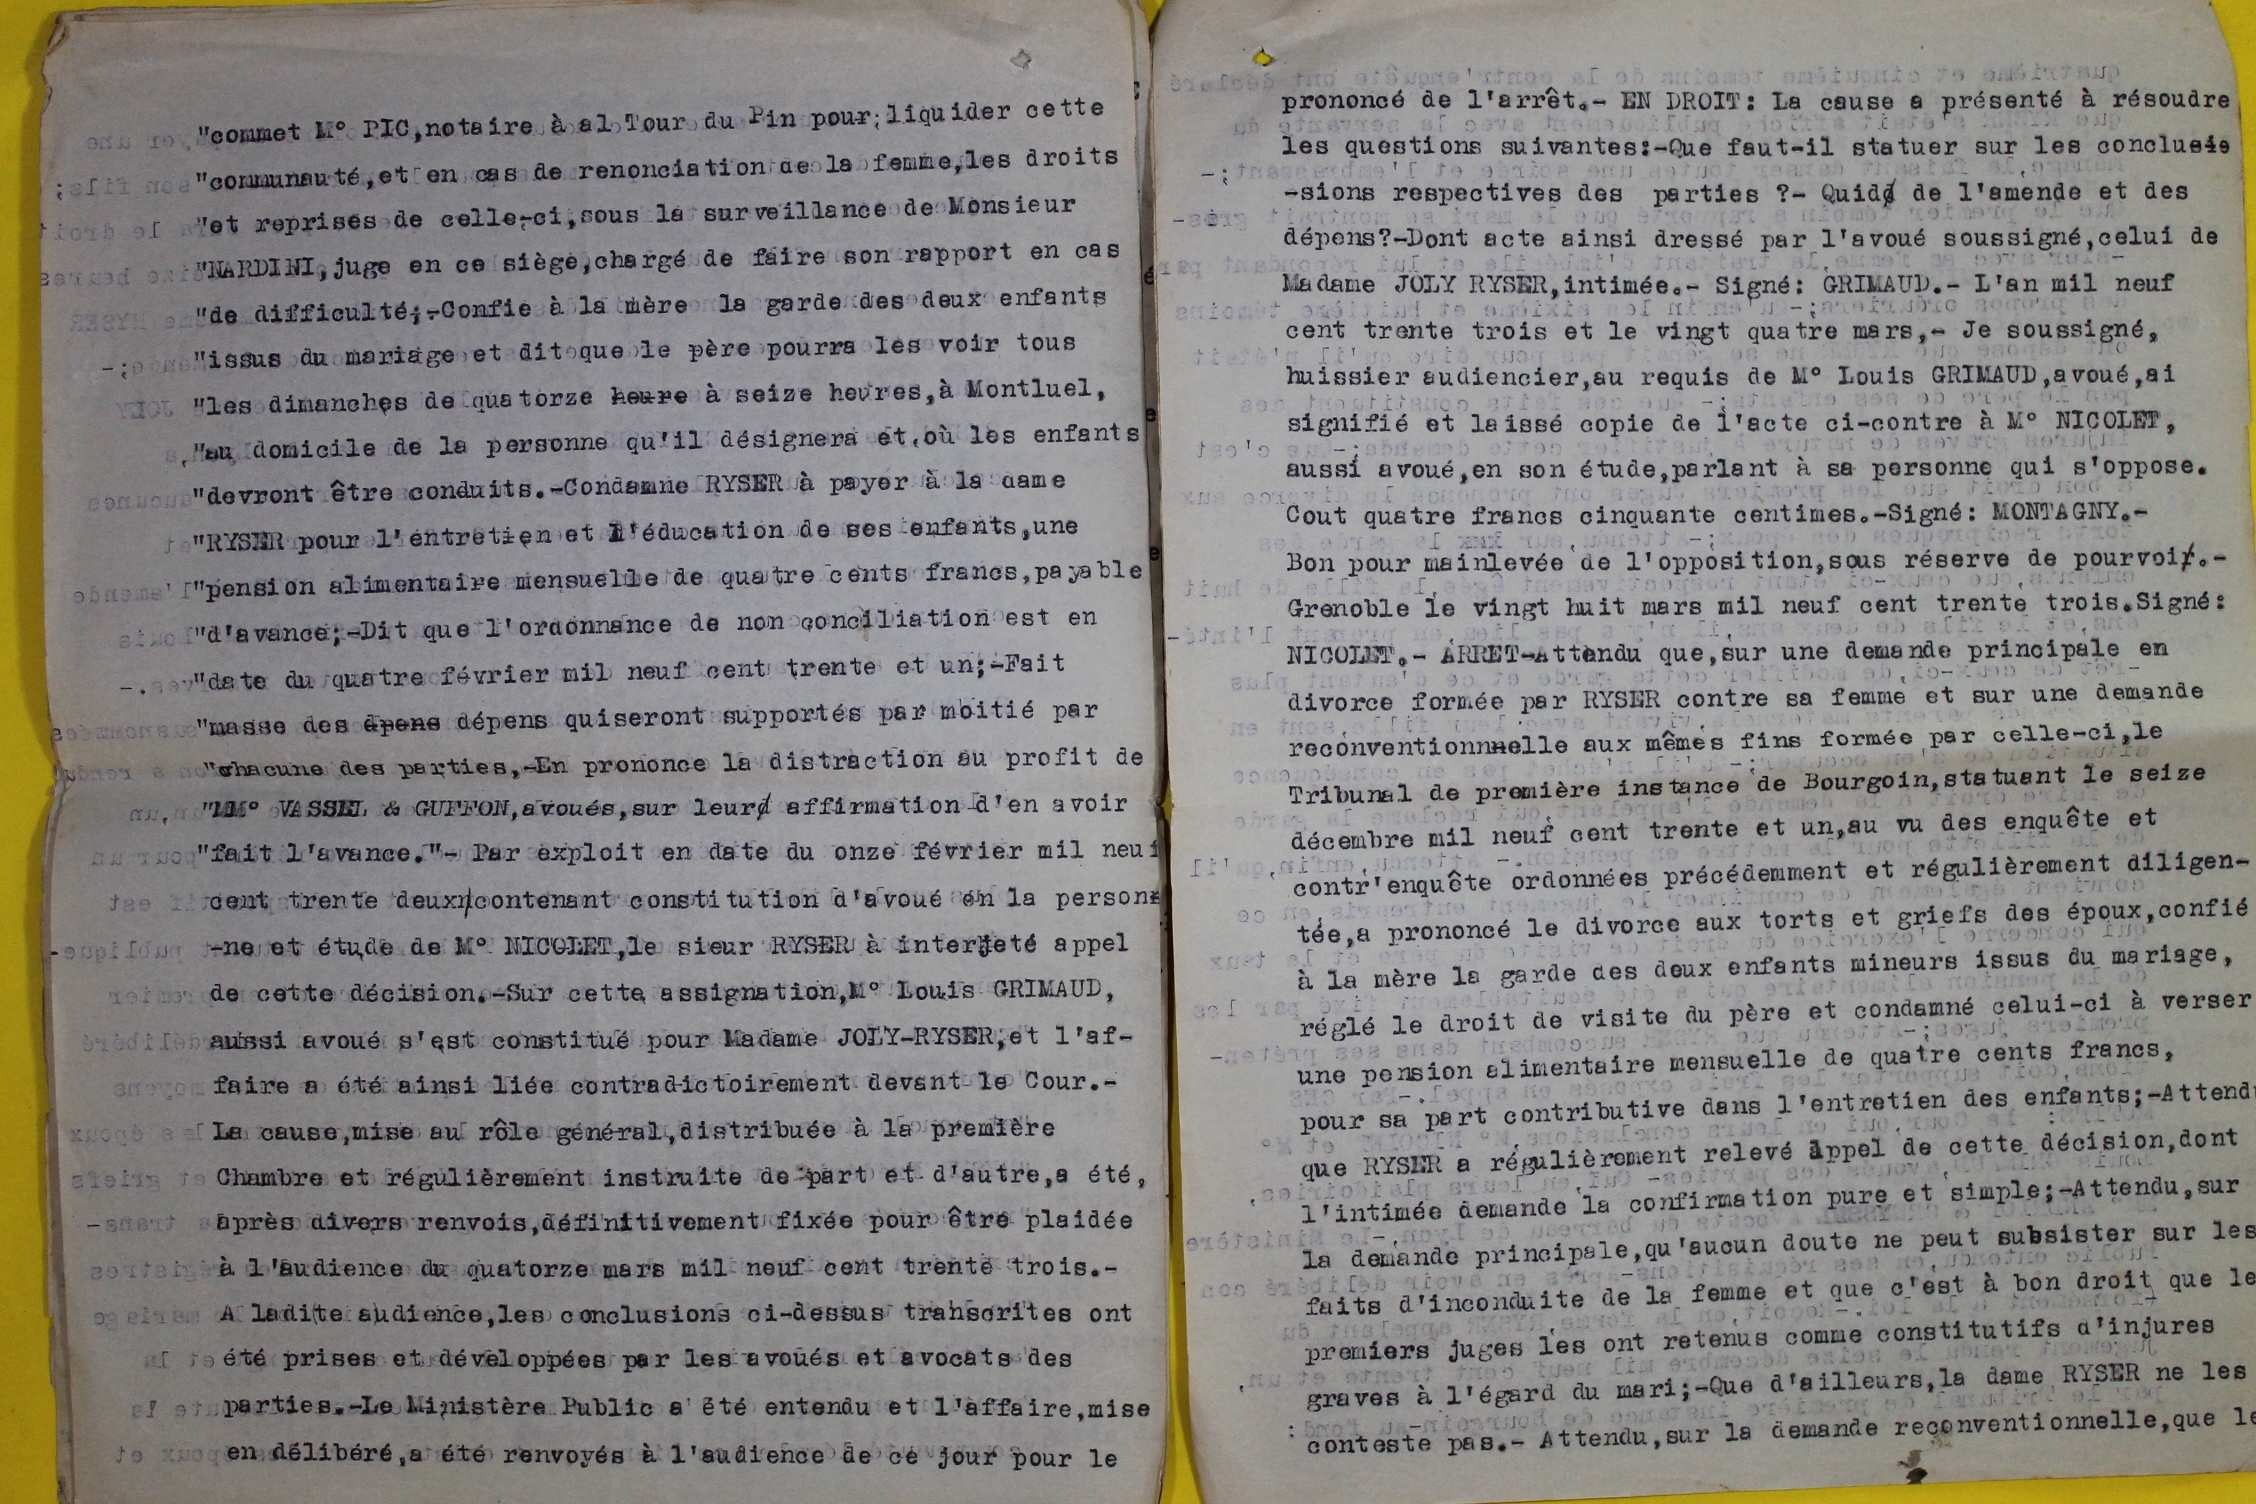 "commet M° PIC,notaire à al Tour du Pin pour;liquider cette
"communauté,et en cas de renonciation de la femme,les droits
"et reprises de celle-ci,sous la surveillance de Monsieur
"NARDINI,juge en ce siège,chargé de faire son rapport en cas
"de difficulté;-Confie à la mère la garde des deux enfants
"issus du mariage et dit que le père pourra les voir tous
"les dimanches de quatorze heure à seize heures,à Montluel,
"au domicile de la personne qu'il désignera et,où les enfants
"devront être conduits.-Condamne RYSER à payer à la dame
"RYSER pour l'entretien et l'éducation de ses enfants,une
"pension alimentaire mensuelle de quatre cents francs,payable
"d'avance;-Dit que l'ordonnance de non conciliation est en
"date du quatre février mil neuf cent trente et un;-Fait
"masse des dpens dépens quiseront supportés par moitié par
"chacune des parties,-En prononce la distraction au profit de
"MM° VASSEL & GUFFON,avoués,sur leur affirmation d'en avoir
"fait l'avance."- Par exploit en date du onze février mil neuf
cent trente deux contenant constitution d'avoué en la person
-ne et étude de M° NICOLET,le sieur RYSER à interjeté appel
de cette décision.-Sur cette assignation,M° Louis GRIMAUD,
aussi avoué s'est constitué pour Madame JOLY-RYSER,et l'af-
faire a été ainsi liée contradictoirement devant le Cour.-
La cause,mise au rôle général,distribuée à la première
Chambre et régulièrement instruite de part et d'autre,a été,
après divers renvois,définitivement fixée pour être plaidée
à l'audience du quatorze mars mil neuf cent trente trois.-
A ladite audience,les conclusions ci-dessus transcrites ont
été prises et développées par les avoués et avocats des
parties.-Le Ministère Public a été entendu et l'affaire,mise
en délibéré,a été renvoyés à l'audience de ce jour pour le
prononcé de l'arrêt.- EN DROIT: La cause a présenté à résoudre
les questions suivantes:-Que faut-il statuer sur les conclusis
-sions respectives des parties ?- Quid de l'amende et des
dépens?-Dont acte ainsi dressé par l'avoué soussigné,celui de
Madame JOLY RYSER,intimée.- Signé: GRIMAUD.- L'an mil neuf
cent trente trois et le vingt quatre mars,- Je soussigné,
huissier audiencier,au requis de M° Louis GRIMAUD,avoué,ai
signifié et laissé copie de l'acte ci-contre à M° NICOLET,
aussi avoué,en son étude,parlant à sa personne qui s'oppose.
Cout quatre francs cinquante centimes.-Signé: MONTAGNY.-
Bon pour mainlevée de l'opposition,sous réserve de pourvoir.-
Grenoble le vingt huit mars mil neuf cent trente trois.Signé:
NICOLET.- ARRET-Attendu que,sur une demande principale en
divorce formée par RYSER contre sa femme et sur une demande
reconventionnnelle aux mêmes fins formée par celle-ci,le
Tribunal de première instance de Bourgoin,statuant le seize
décembre mil neuf cent trente et un,au vu des enquête et
contr'enquête ordonnées précédemment et régulièrement diligen-
tée,a prononcé le divorce aux torts et griefs des époux,confié
à la mère la garde des deux enfants mineurs issus du mariage,
réglé le droit de visite du père et condamné celui-ci à verser
une pension alimentaire mensuelle de quatre cents francs,
pour sa part contributive dans l'entretien des enfants;-Attendu
que RYSER a régulièrement relevé appel de cette décision,dont
l'intimée demande la confirmation pure et simple;-Attendu,sur
la demande principale,qu'aucun doute ne peut subsister sur les
faits d'inconduite de la femme et que c'est à bon droit que le
premiers juges les ont retenus comme constitutifs d'injures
graves à l'égard du mari;-Que d'ailleurs,la dame RYSER ne les
conteste pas.- Attendu,sur la demande reconventionnelle,que le